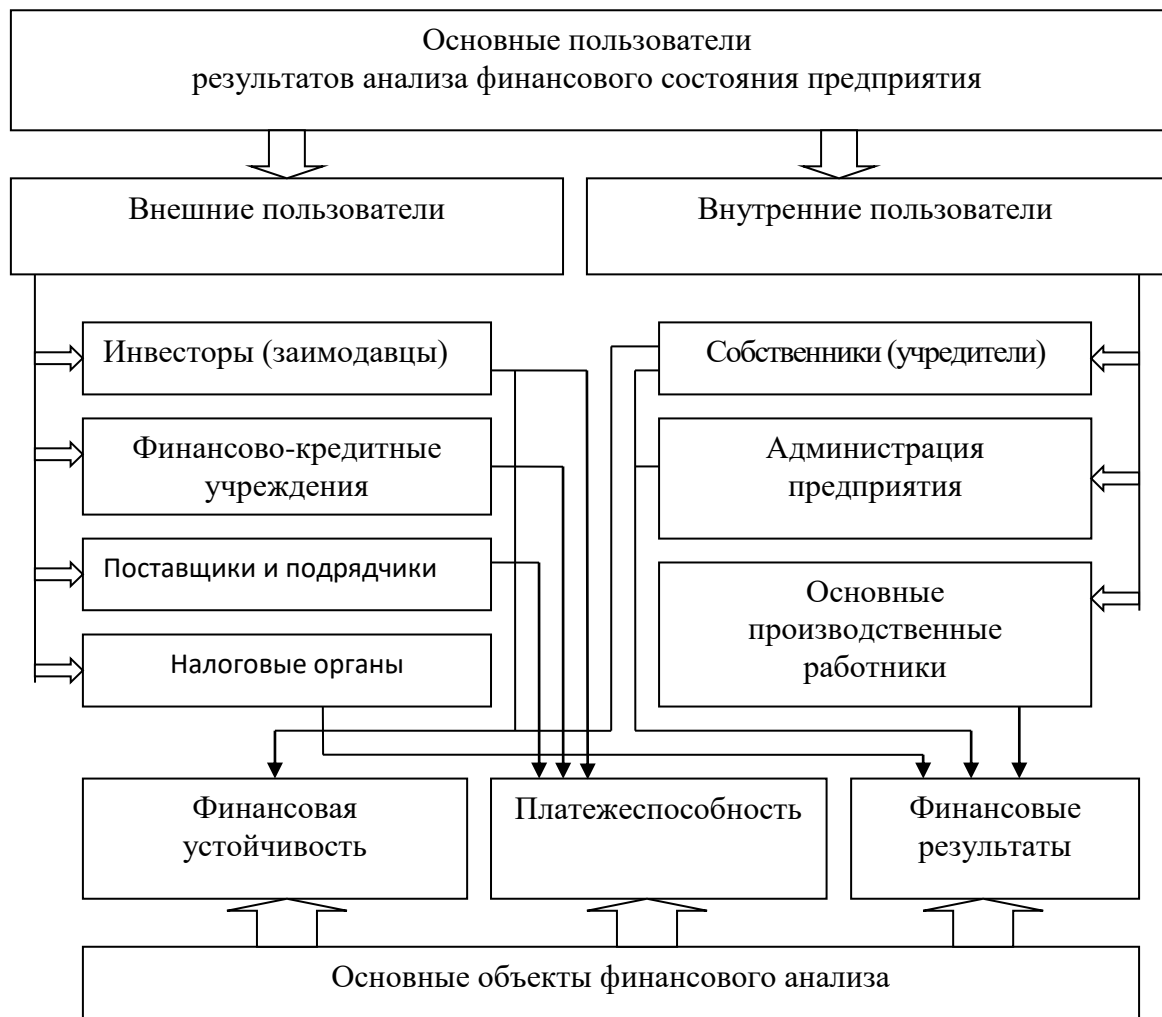 Основные пользователи
результатов анализа финансового состояния предприятия
Внешние пользователи
Внутренние пользователи
Инвесторы (заимодавцы)
Финансово-кредитные
учреждения
Поставщики и подрядчики
Налоговые органы
Собственники (учредители)
Администрация
предприятия
Основные
производственные
работники
Финансовая
устойчивость
Платежеспособность
Финансовые
результаты
Основные объекты финансового анализа